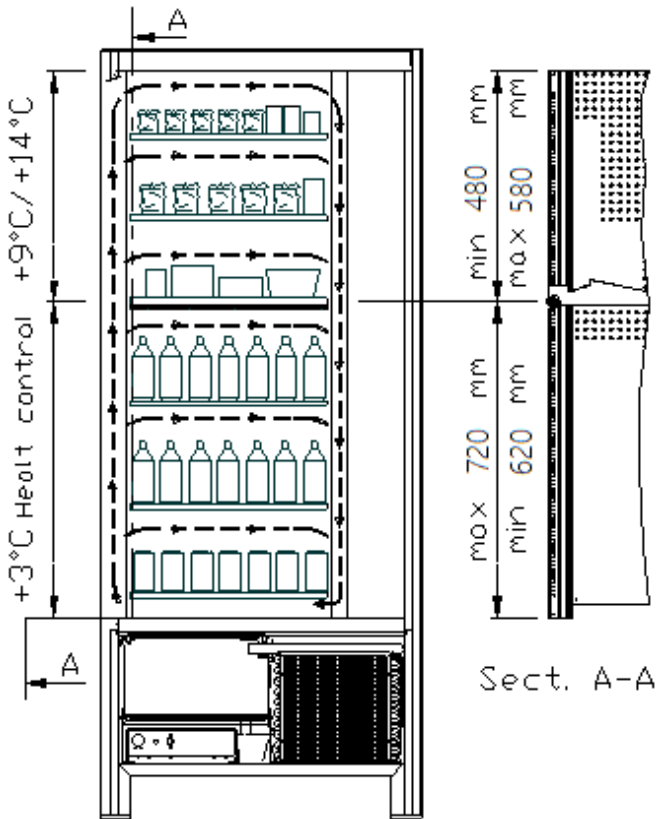 A
+9°C/+14°C
min 480 mm
max 580 mm
+3°C Healt control
max 720 mm
min 620 mm
A
Sect. A-A